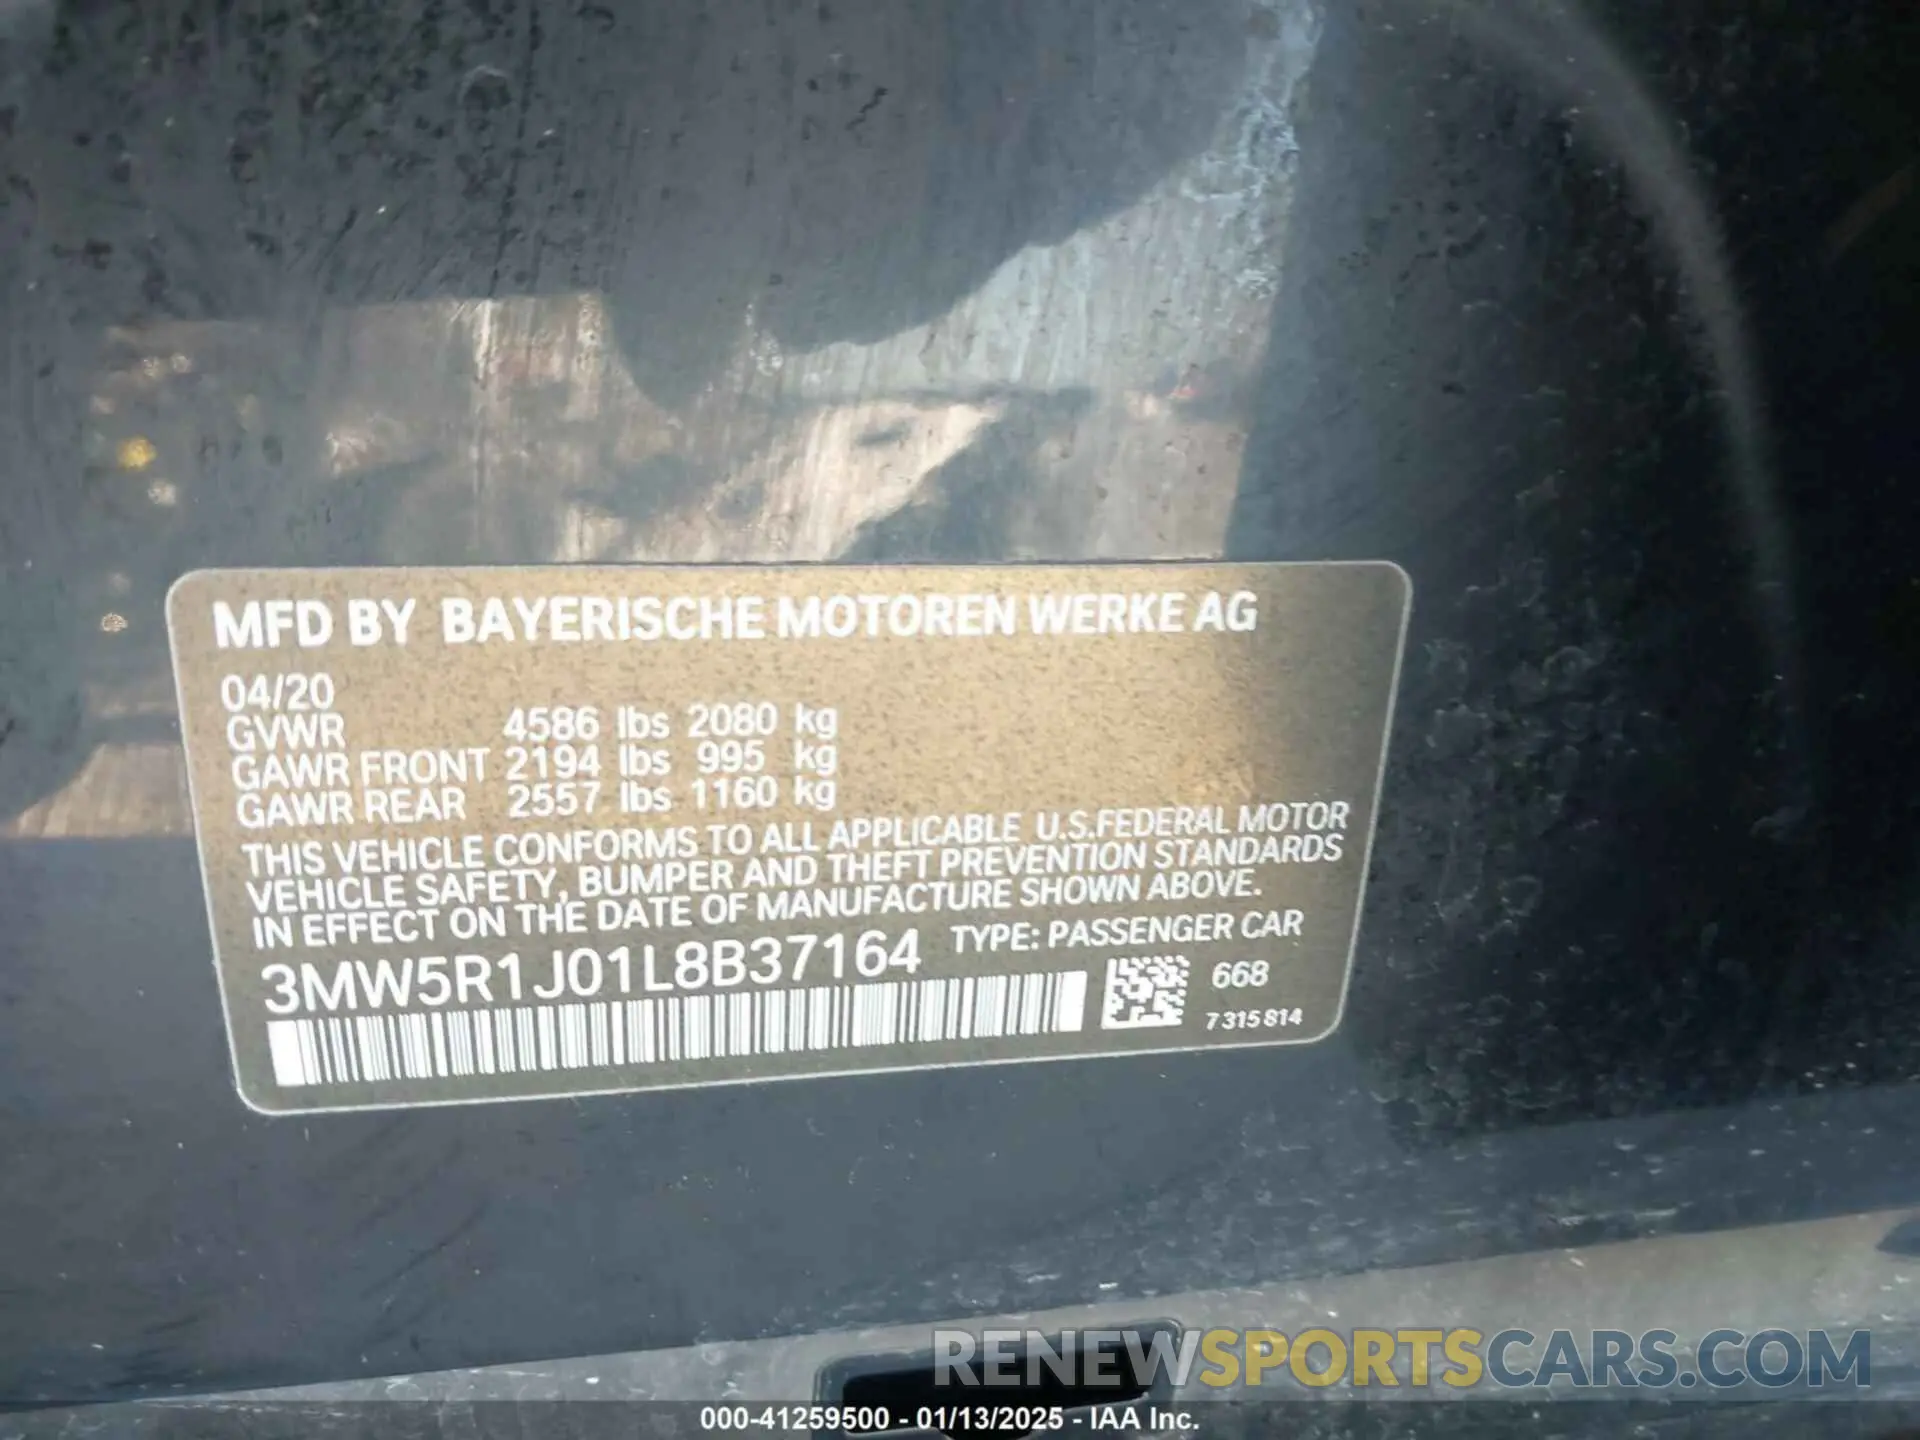 MFD BY BAYERISCHE MOTOREN WERKE AG
04/20
GVWR 4586 lbs 2080 kg
GAWR FRONT 2194 lbs 995 kg
GAWR REAR 2557 lbs 1160 kg
THIS VEHICLE CONFORMS TO ALL APPLICABLE U.S.FEDERAL MOTOR
VEHICLE SAFETY, BUMPER AND THEFT PREVENTION STANDARDS
IN EFFECT ON THE DATE OF MANUFACTURE SHOWN ABOVE.
3MW5R1J01L8B37164 TYPE: PASSENGER CAR
668
7315814
RENEWSPORTSCARS.COM
000-41259500 - 01/13/2025 - IAA Inc.